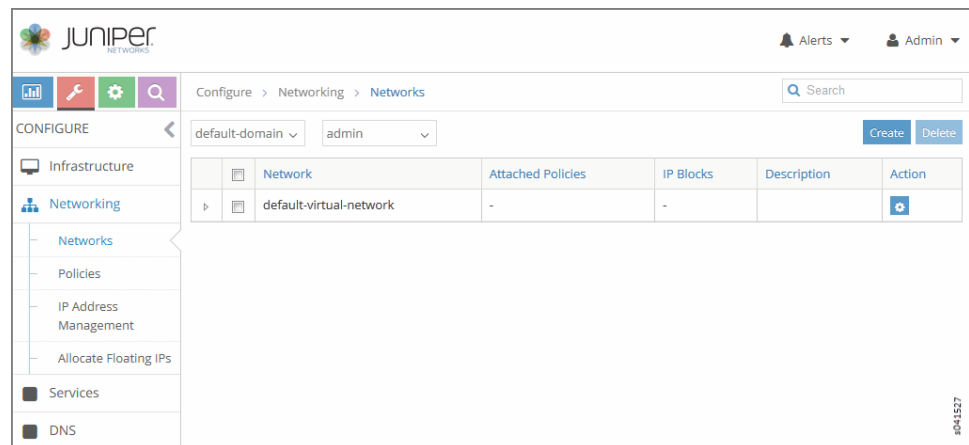 JUNIPER
NETWORKS
Alerts
Admin
Configure > Networking > Networks
Search
CONFIGURE
default-domain
admin
Create
Delete
Infrastructure
Networking
Networks
Policies
IP Address
Management
Allocate Floating IPs
Services
DNS
Network Attached Policies IP Blocks Description Action
default-virtual-network - -
s041527